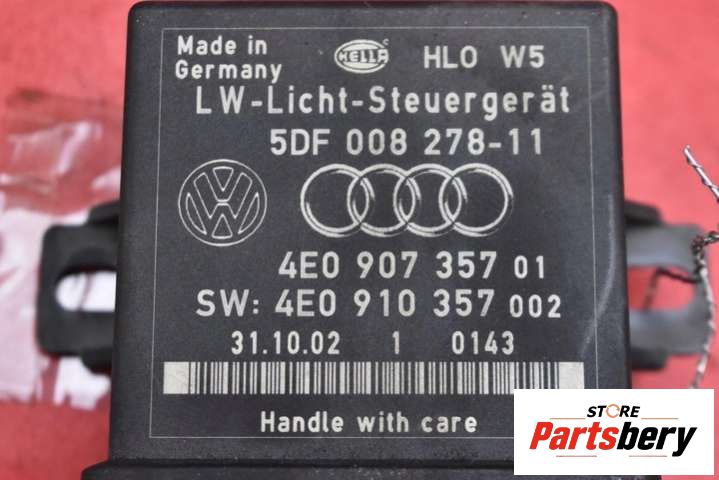 Made in
Germany
HELLA
HLO W5
LW-Licht-Steuergerät
5DF 008 278-11
4E0 907 357 01
SW: 4E0 910 357 002
31.10.02 1 0143
Handle with care
STORE
Partsbery